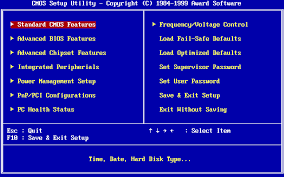 CMOS Setup Utility - Copyright (C) 1984-1999 Award Software
► Standard CMOS Features
► Advanced BIOS Features
► Advanced Chipset Features
► Integrated Peripherals
► Power Management Setup
► PnP/PCI Configurations
► PC Health Status
► Frequency/Voltage Control
Load Fail-Safe Defaults
Load Optimized Defaults
Set Supervisor Password
Set User Password
Save & Exit Setup
Exit Without Saving
Esc : Quit
F10 : Save & Exit Setup
↑ ↓ → ← : Select Item
Time, Date, Hard Disk Type...